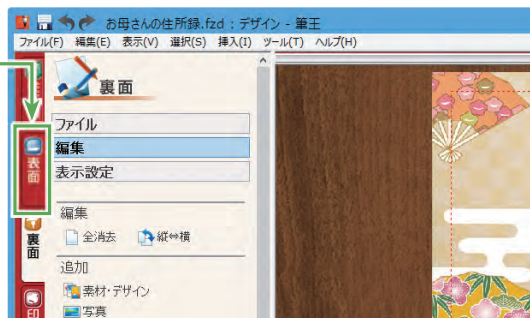 お母さんの住所録.fzd : デザイン - 筆王
ファイル(F) 編集(E) 表示(V) 選択(S) 挿入(I) ツール(T) ヘルプ(H)
裏面
ファイル
編集
表示設定
表面
編集
全消去 縦⇔横
裏面
追加
素材・デザイン
写真
印